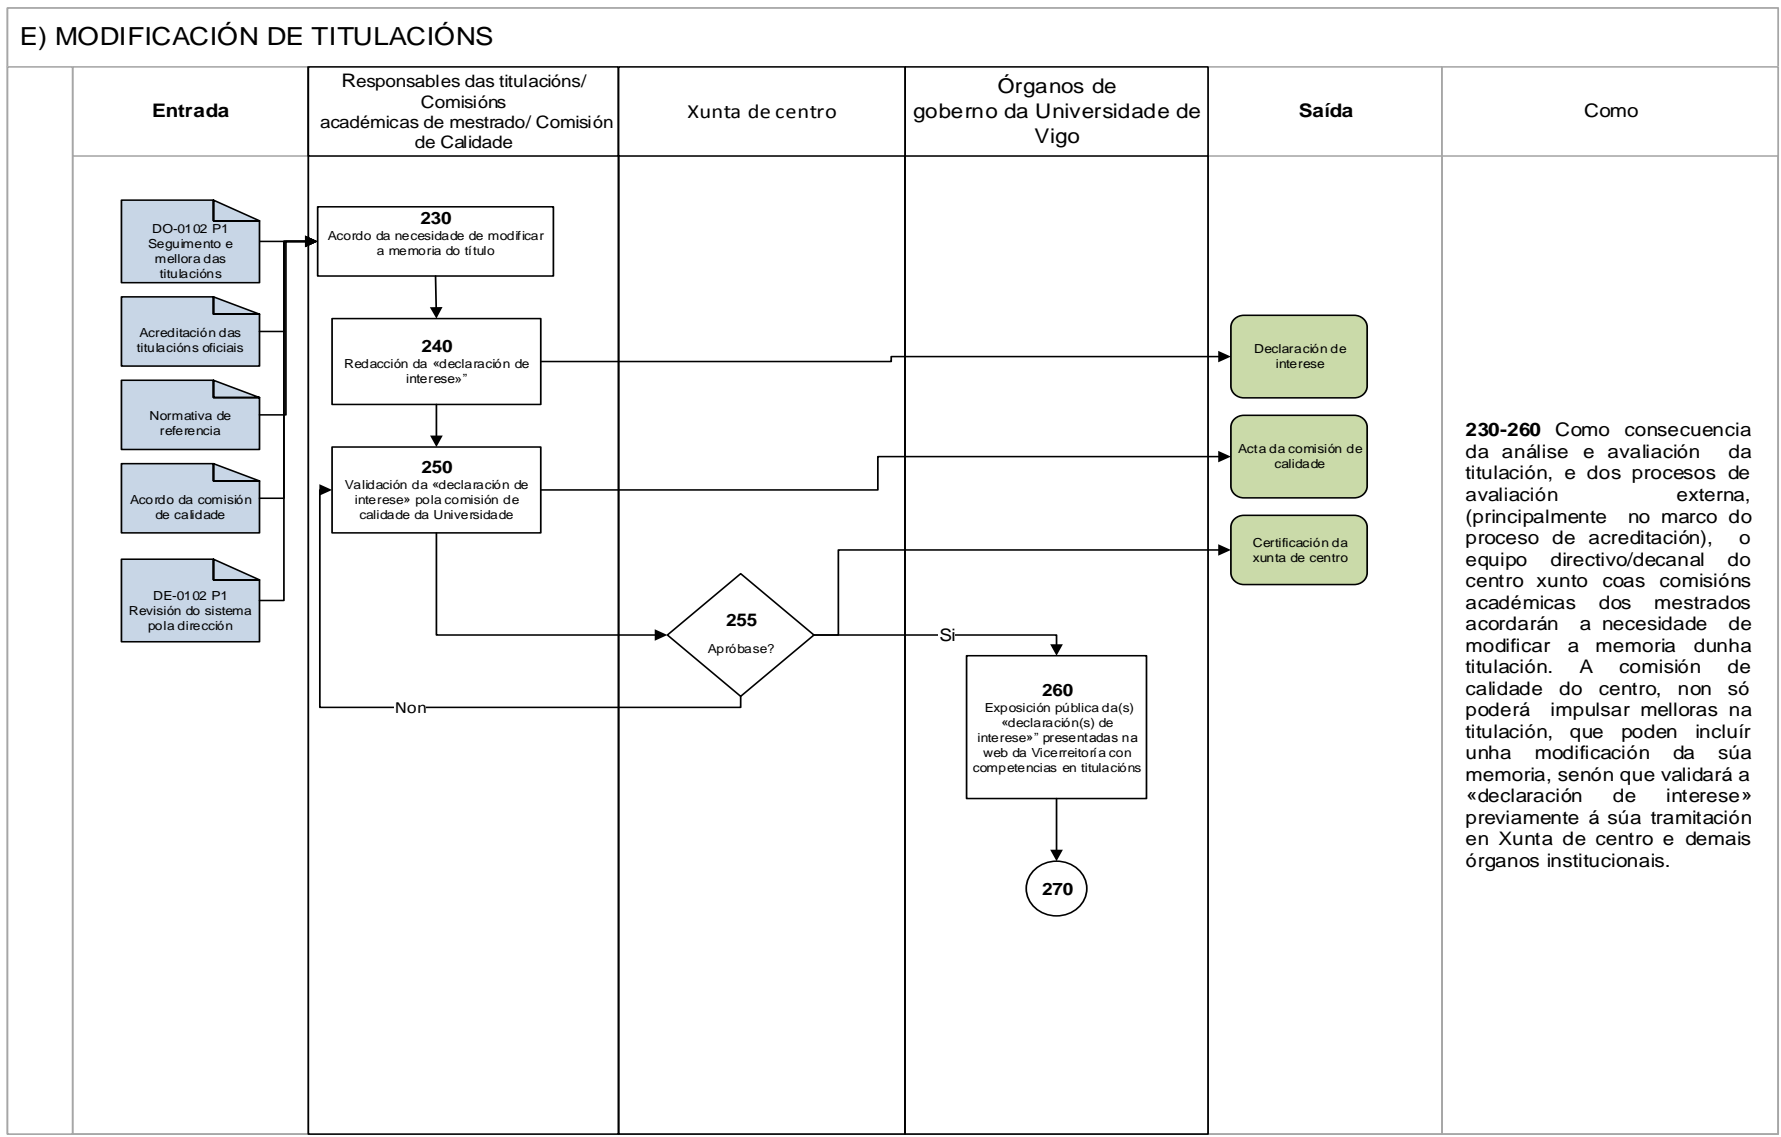 E) MODIFICACIÓN DE TITULACIÓNS
Entrada
Responsables das titulacións/
Comisións
académicas de mestrado/ Comisión
de Calidade
Xunta de centro
Órganos de
goberno da Universidade de
Vigo
Saída
Como
DO-0102 P1
Seguimento e
mellora das
titulacións
Acreditación das
titulacións oficiais
Normativa de
referencia
Acordo da comisión
de calidade
DE-0102 P1
Revisión do sistema
pola dirección
230
Acordo da necesidade de modificar
a memoria do título
240
Redacción da «declaración de
interese»”
250
Validación da «declaración de
interese» pola comisión de
calidade da Universidade
255
Apróbase?
Non
Si
260
Exposición pública da(s)
«declaración(s) de
interese»” presentadas na
web da Vicerreitoría con
competencias en titulacións
270
Declaración de
interese
Acta da comisión de
calidade
Certificación da
xunta de centro
230-260 Como consecuencia
da análise e avaliación da
titulación, e dos procesos de
avaliación externa,
(principalmente no marco do
proceso de acreditación), o
equipo directivo/decanal do
centro xunto coas comisións
académicas dos mestrados
acordarán a necesidade de
modificar a memoria dunha
titulación. A comisión de
calidade do centro, non só
poderá impulsar melloras na
titulación, que poden incluír
unha modificación da súa
memoria, senón que validará a
«declaración de interese»
previamente á súa tramitación
en Xunta de centro e demais
órganos institucionais.